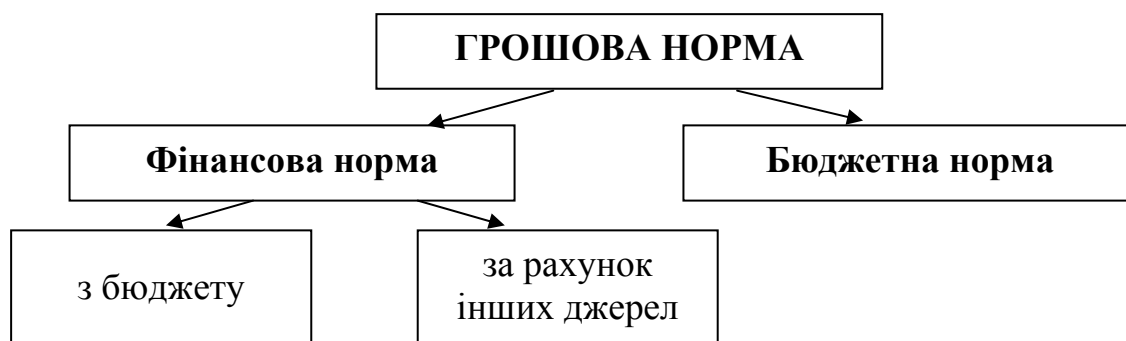 ГРОШОВА НОРМА
Фінансова норма
Бюджетна норма
з бюджету
за рахунок
інших джерел